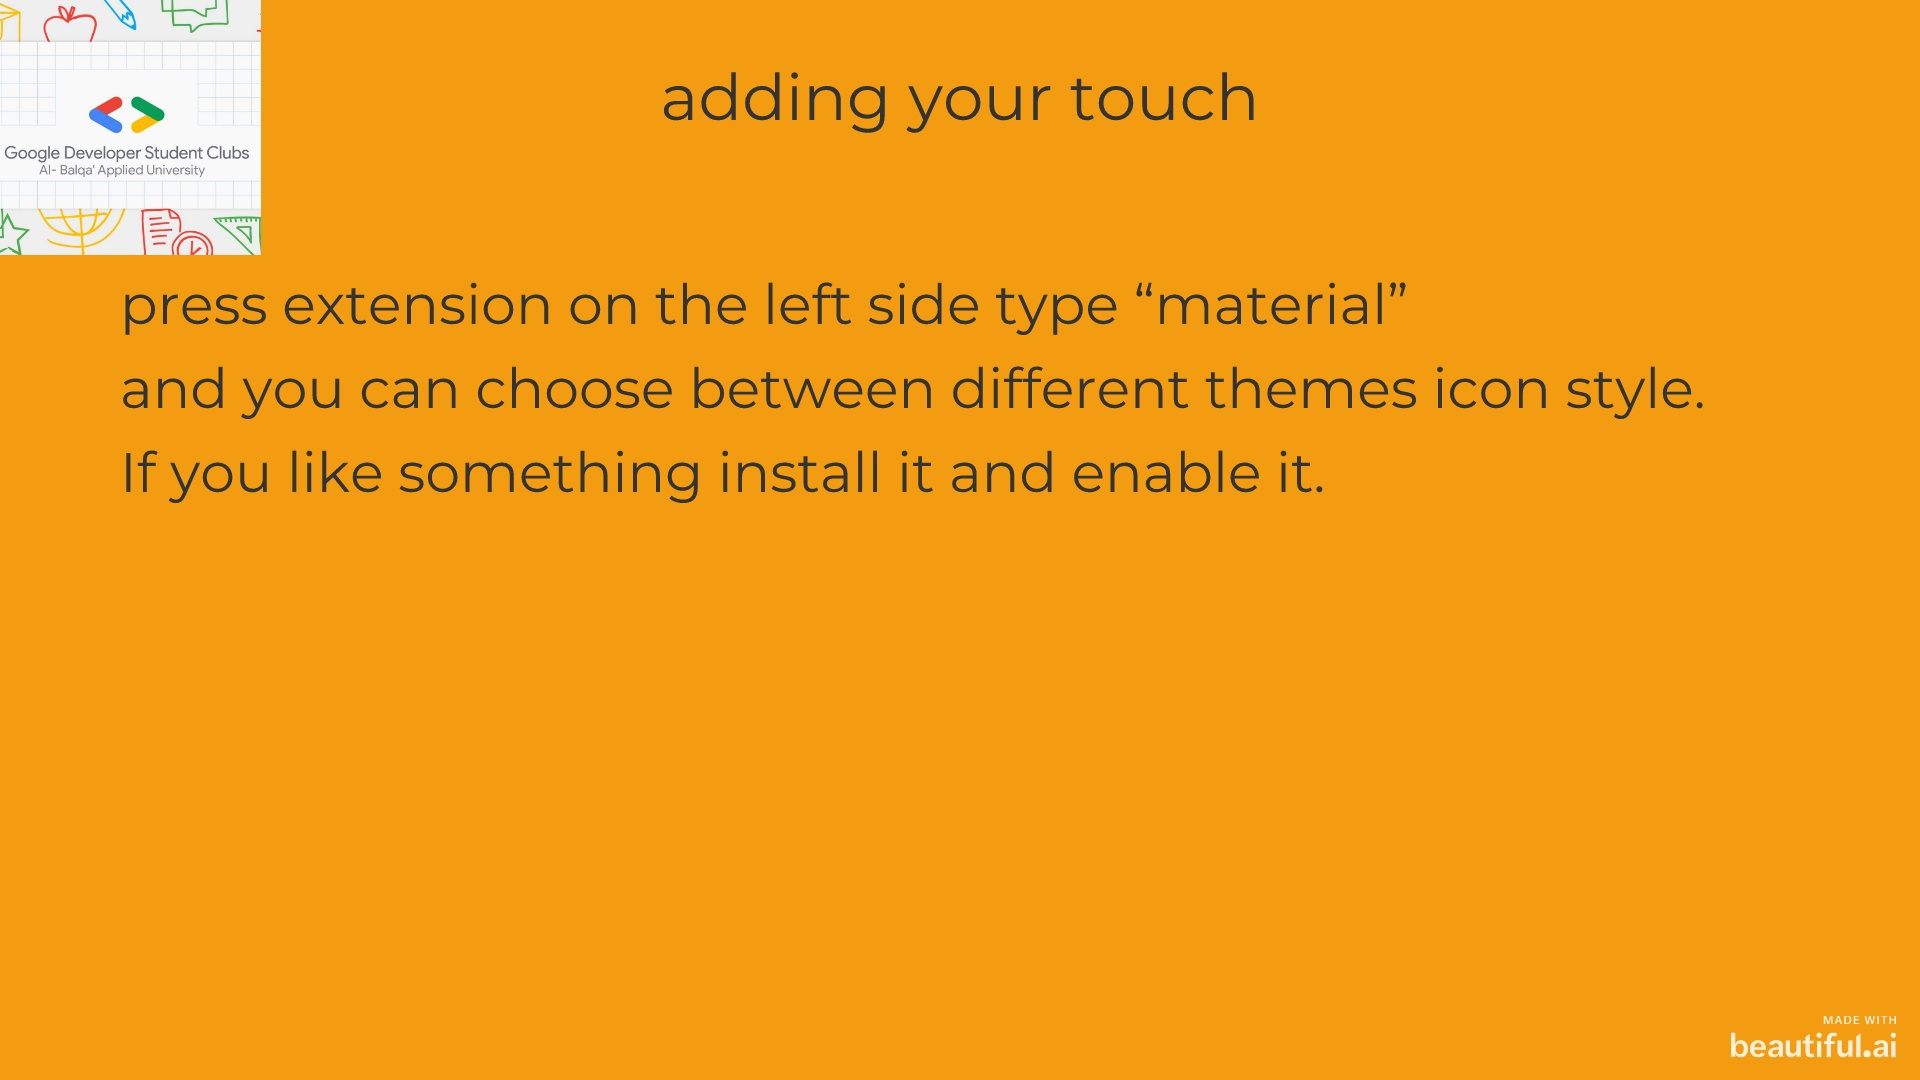 Google Developer Student Clubs
Al- Balqa' Applied University
adding your touch
press extension on the left side type “material”
and you can choose between different themes icon style.
If you like something install it and enable it.
MADE WITH
beautiful.ai